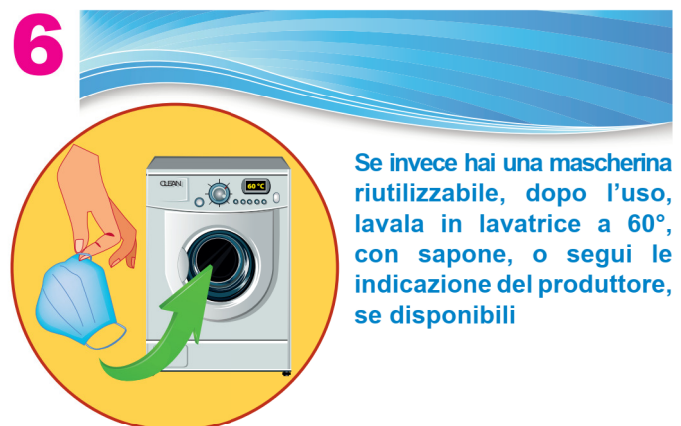 6
CLEAN
60 °C
Se invece hai una mascherina
riutilizzabile, dopo l’uso,
lavala in lavatrice a 60°,
con sapone, o segui le
indicazione del produttore,
se disponibili